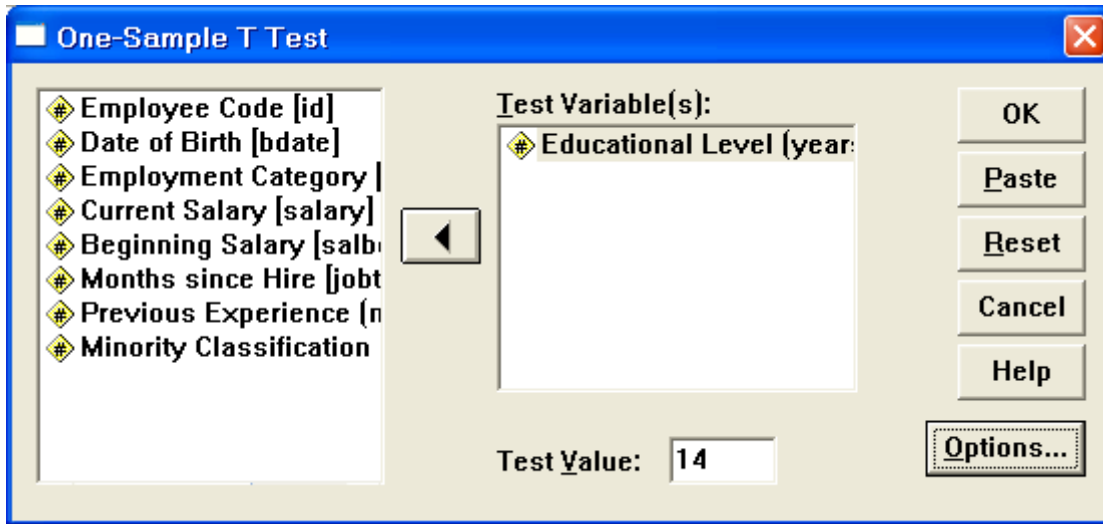 One-Sample T Test
Employee Code [id]
Date of Birth [bdate]
Employment Category [
Current Salary [salary]
Beginning Salary [salb
Months since Hire [jobt
Previous Experience (n
Minority Classification
Test Variable(s):
Educational Level (year
Test Value: 14
OK
Paste
Reset
Cancel
Help
Options...